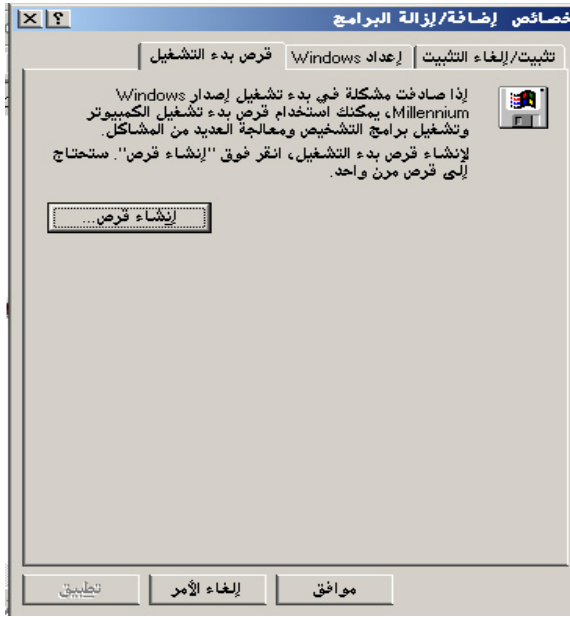 خصائص إضافة/إزالة البرامج
تثبيت/إلغاء التثبيت إعداد Windows قرص بدء التشغيل
إذا صادفت مشكلة في بدء تشغيل إصدار Windows
Millennium، يمكنك استخدام قرص بدء تشغيل الكمبيوتر
وتشغيل برامج التشخيص ومعالجة العديد من المشاكل.
لإنشاء قرص بدء التشغيل، انقر فوق "إنشاء قرص". ستحتاج
إلى قرص مرن واحد.
إنشاء قرص...
موافق إلغاء الأمر تطبيق